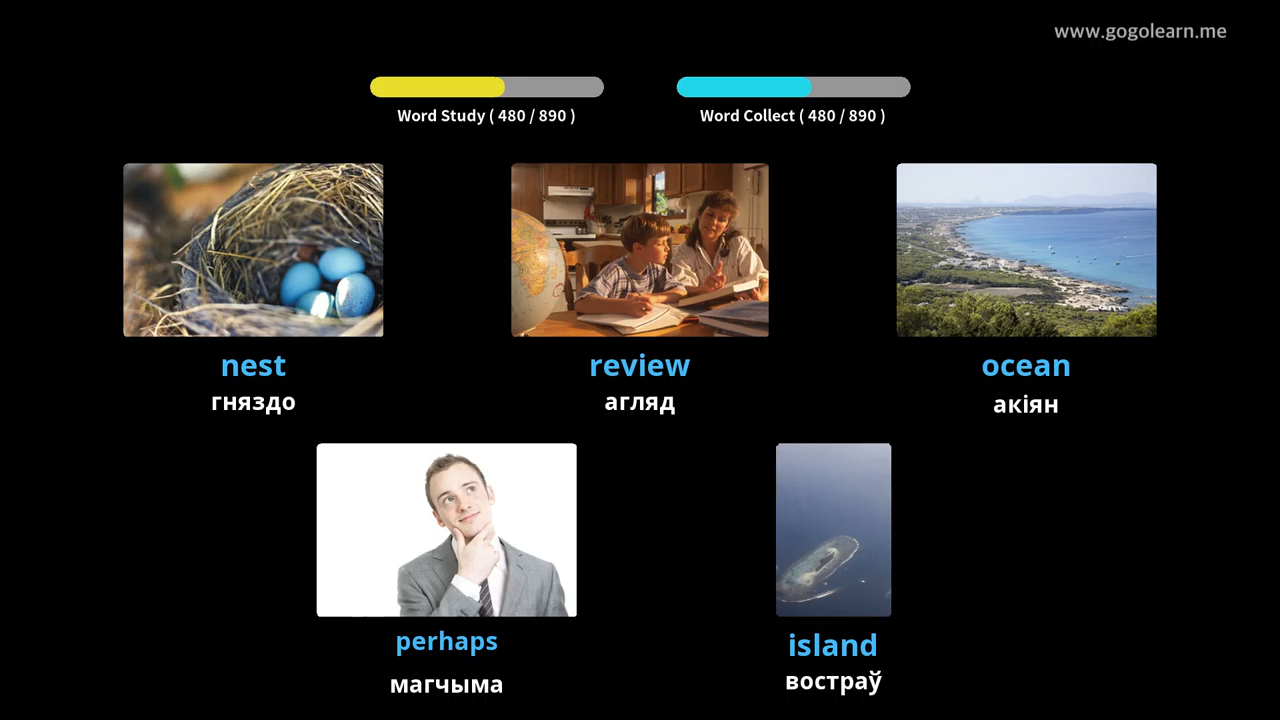 www.gogolearn.me
Word Study ( 480 / 890 )
Word Collect ( 480 / 890 )
nest
гняздо
review
агляд
ocean
акіян
perhaps
магчыма
island
востраў